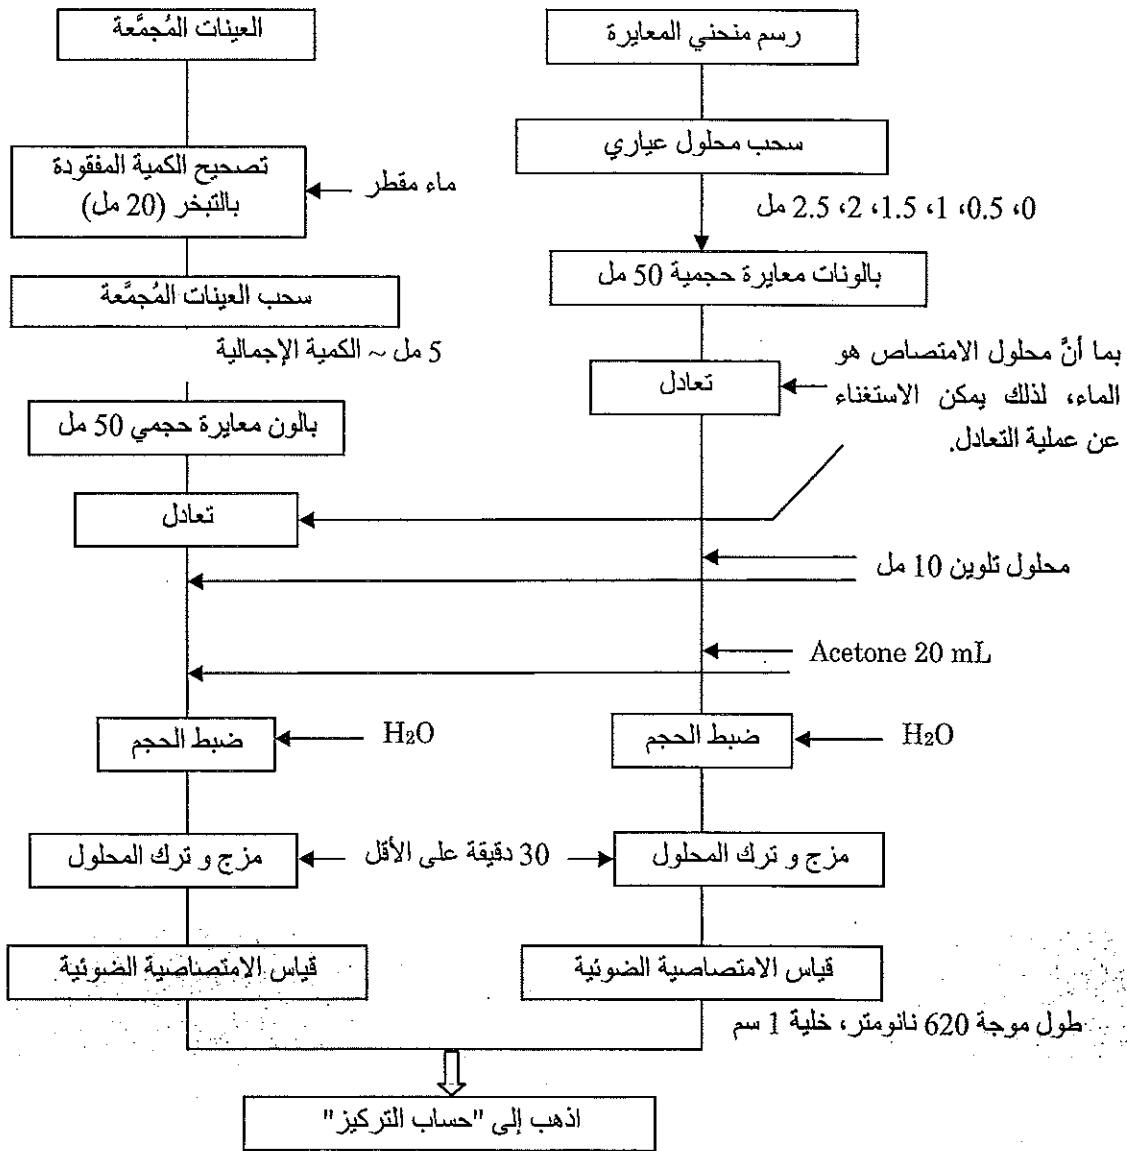 رسم منحني المعايرة
سحب محلول عياري
0، 0.5، 1، 1.5، 2، 2.5 مل
بالونات معايرة حجمية 50 مل
تعادل
بما أنَّ محلول الامتصاص هو
الماء، لذلك يمكن الاستغناء
عن عملية التعادل.
محلول تلوين 10 مل
Acetone 20 mL
ضبط الحجم
H₂O
مزج و ترك المحلول
30 دقيقة على الأقل
قياس الامتصاصية الضوئية
طول موجة 620 نانومتر، خلية 1 سم
العينات المُجمَّعة
تصحيح الكمية المفقودة
بالتبخر (20 مل)
ماء مقطر
سحب العينات المُجمَّعة
5 مل ~ الكمية الإجمالية
بالون معايرة حجمي 50 مل
تعادل
ضبط الحجم
H₂O
مزج و ترك المحلول
قياس الامتصاصية الضوئية
اذهب إلى "حساب التركيز"